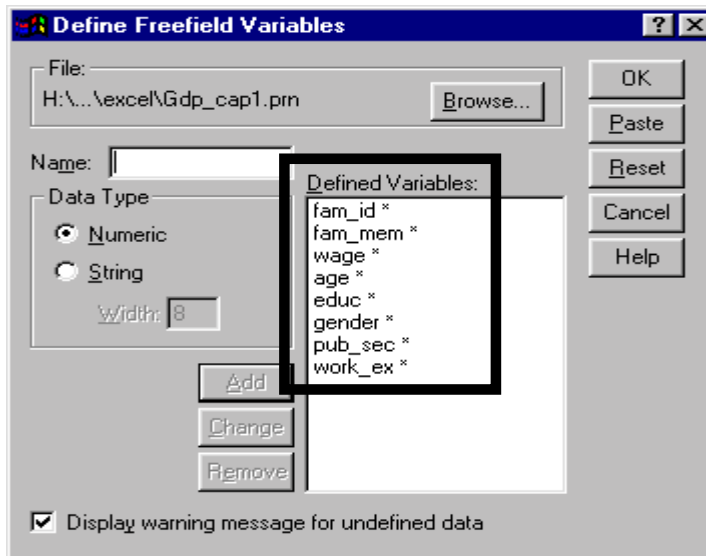 Define Freefield Variables
File:
H:\...\excel\Gdp_cap1.prn
Browse...
OK
Paste
Reset
Cancel
Help
Name:
Data Type
Numeric
String
Width: 8
Defined Variables:
fam_id *
fam_mem *
wage *
age *
educ *
gender *
pub_sec *
work_ex *
Add
Change
Remove
Display warning message for undefined data